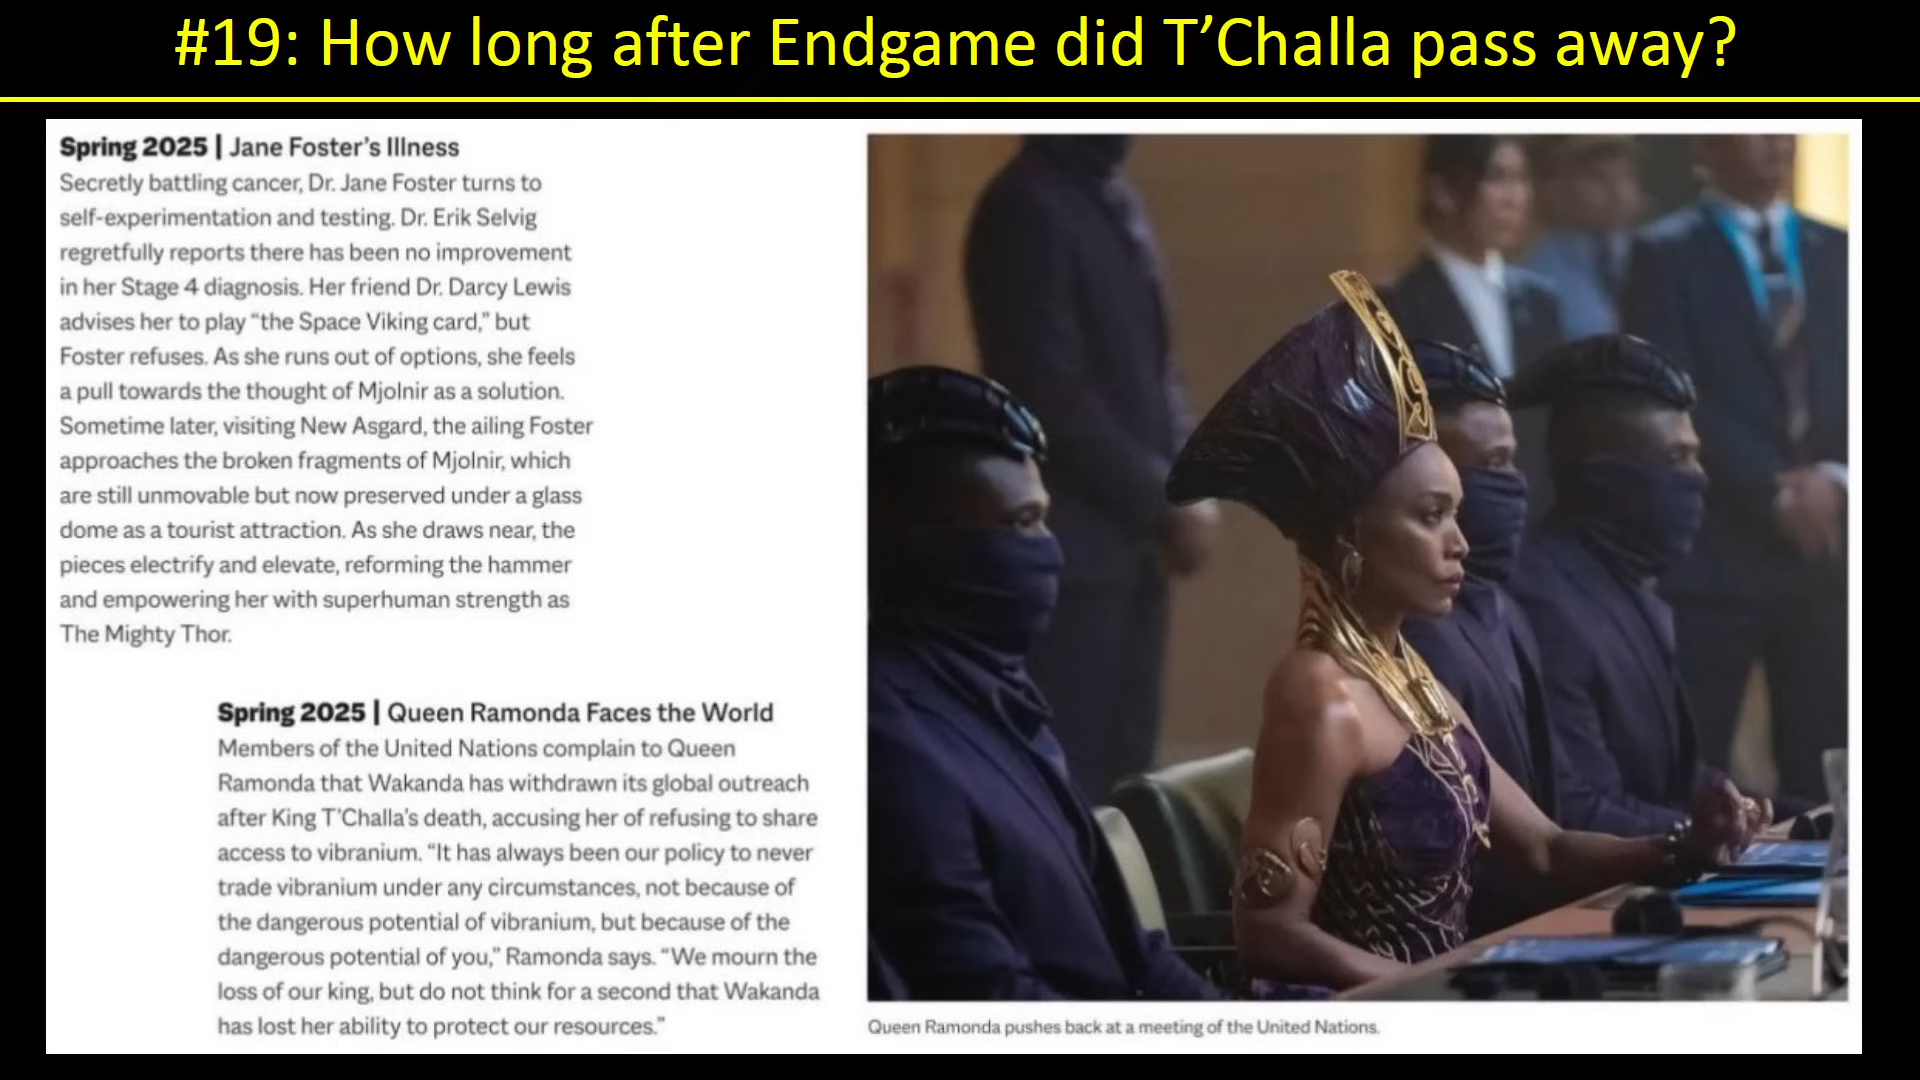 #19: How long after Endgame did T’Challa pass away?
Spring 2025 | Jane Foster’s Illness
Secretly battling cancer, Dr. Jane Foster turns to
self-experimentation and testing. Dr. Erik Selvig
regretfully reports there has been no improvement
in her Stage 4 diagnosis. Her friend Dr. Darcy Lewis
advises her to play “the Space Viking card,” but
Foster refuses. As she runs out of options, she feels
a pull towards the thought of Mjolnir as a solution.
Sometime later, visiting New Asgard, the ailing Foster
approaches the broken fragments of Mjolnir, which
are still unmovable but now preserved under a glass
dome as a tourist attraction. As she draws near, the
pieces electrify and elevate, reforming the hammer
and empowering her with superhuman strength as
The Mighty Thor.
Spring 2025 | Queen Ramonda Faces the World
Members of the United Nations complain to Queen
Ramonda that Wakanda has withdrawn its global outreach
after King T’Challa’s death, accusing her of refusing to share
access to vibranium. “It has always been our policy to never
trade vibranium under any circumstances, not because of
the dangerous potential of vibranium, but because of the
dangerous potential of you,” Ramonda says. “We mourn the
loss of our king, but do not think for a second that Wakanda
has lost her ability to protect our resources.”
Queen Ramonda pushes back at a meeting of the United Nations.